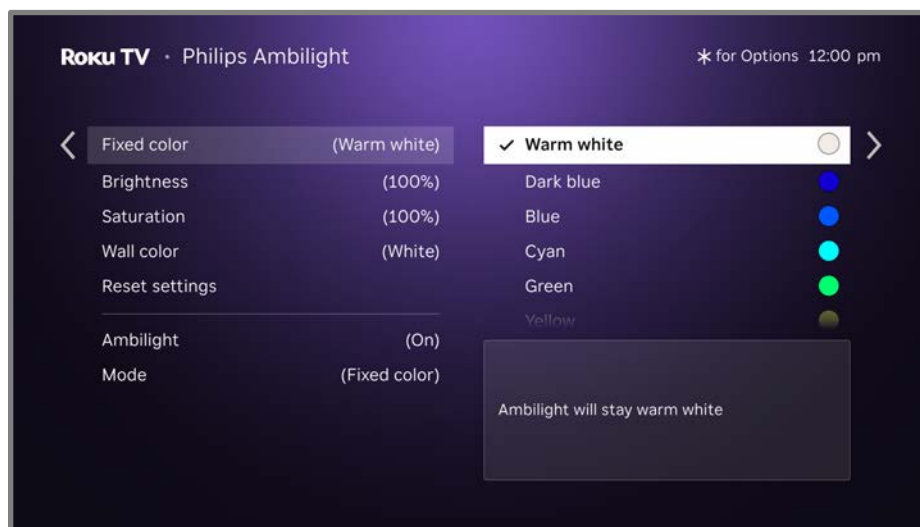 Roku TV · Philips Ambilight
* for Options 12:00 pm
Fixed color (Warm white)
Brightness (100%)
Saturation (100%)
Wall color (White)
Reset settings
Ambilight (On)
Mode (Fixed color)
✓ Warm white
Dark blue
Blue
Cyan
Green
Yellow
Ambilight will stay warm white